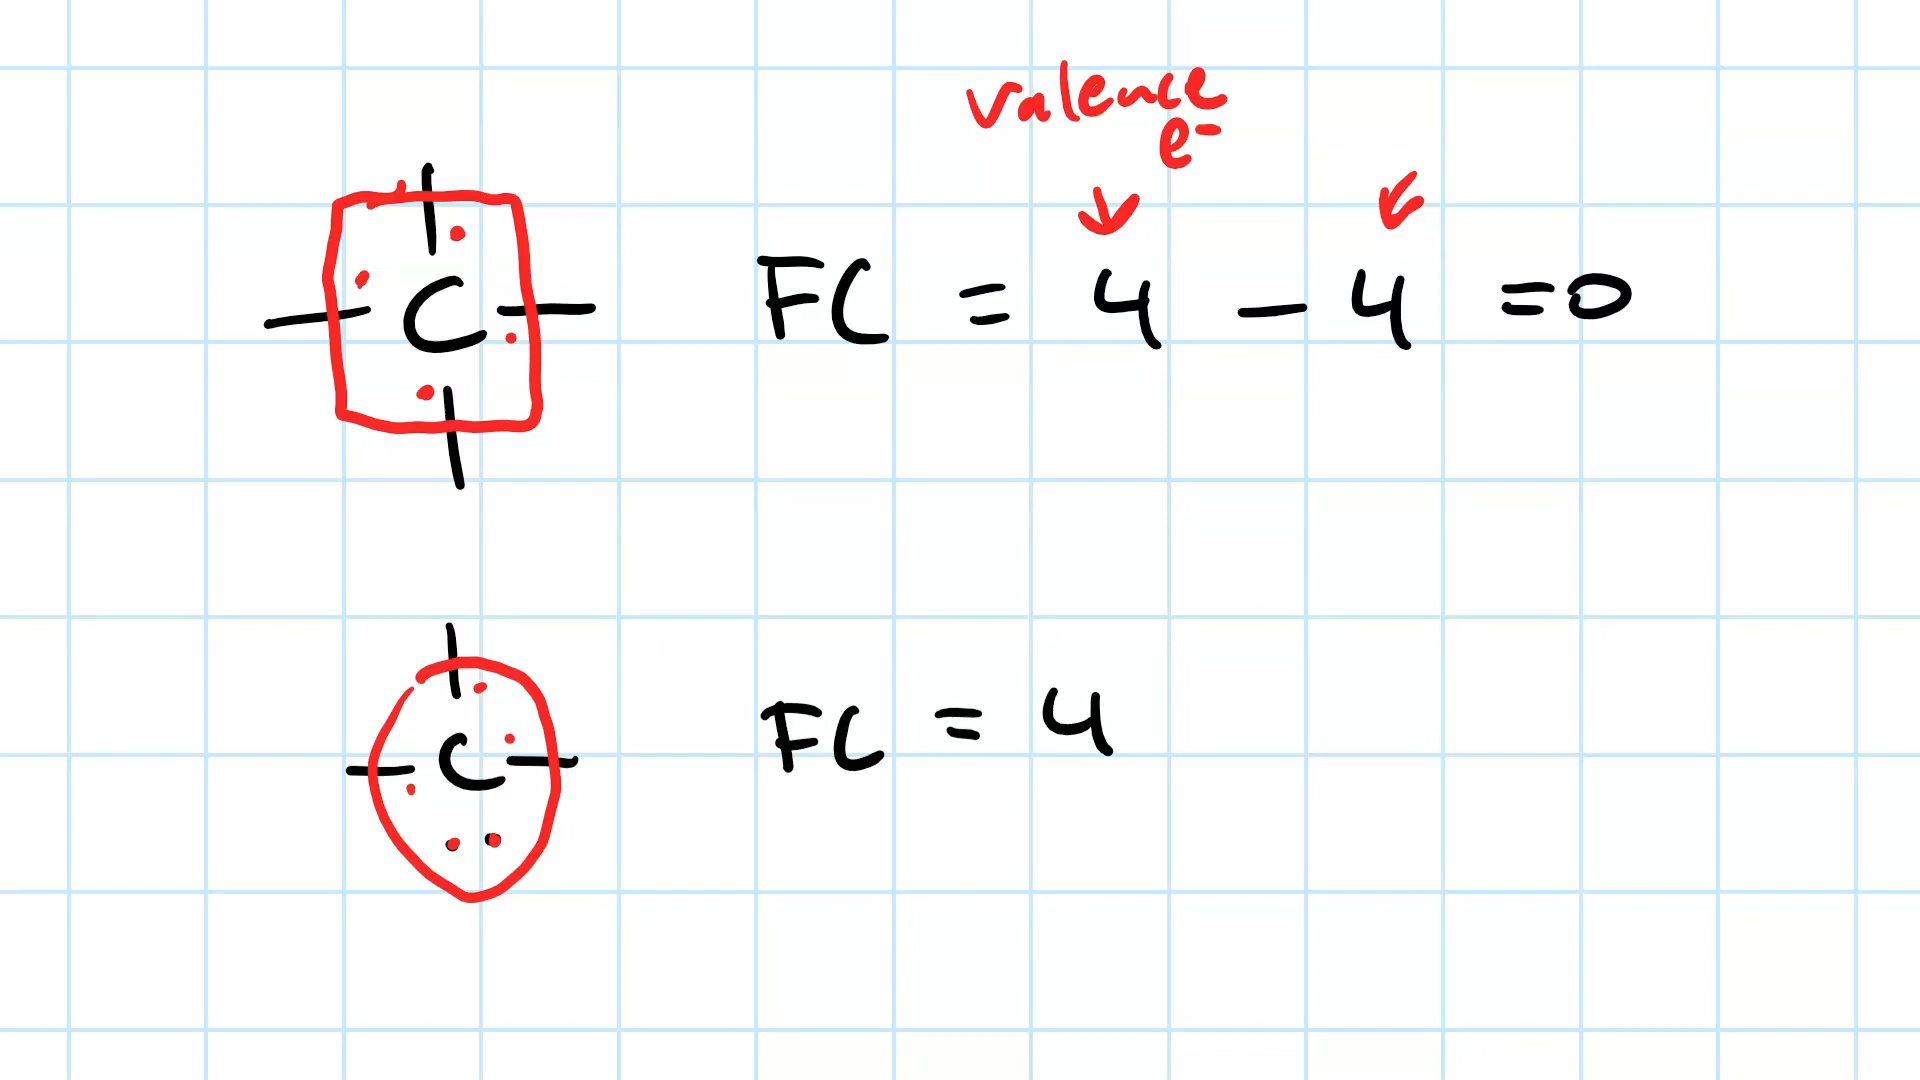 valence
e⁻
C FC = 4 - 4 = 0
C FC = 4